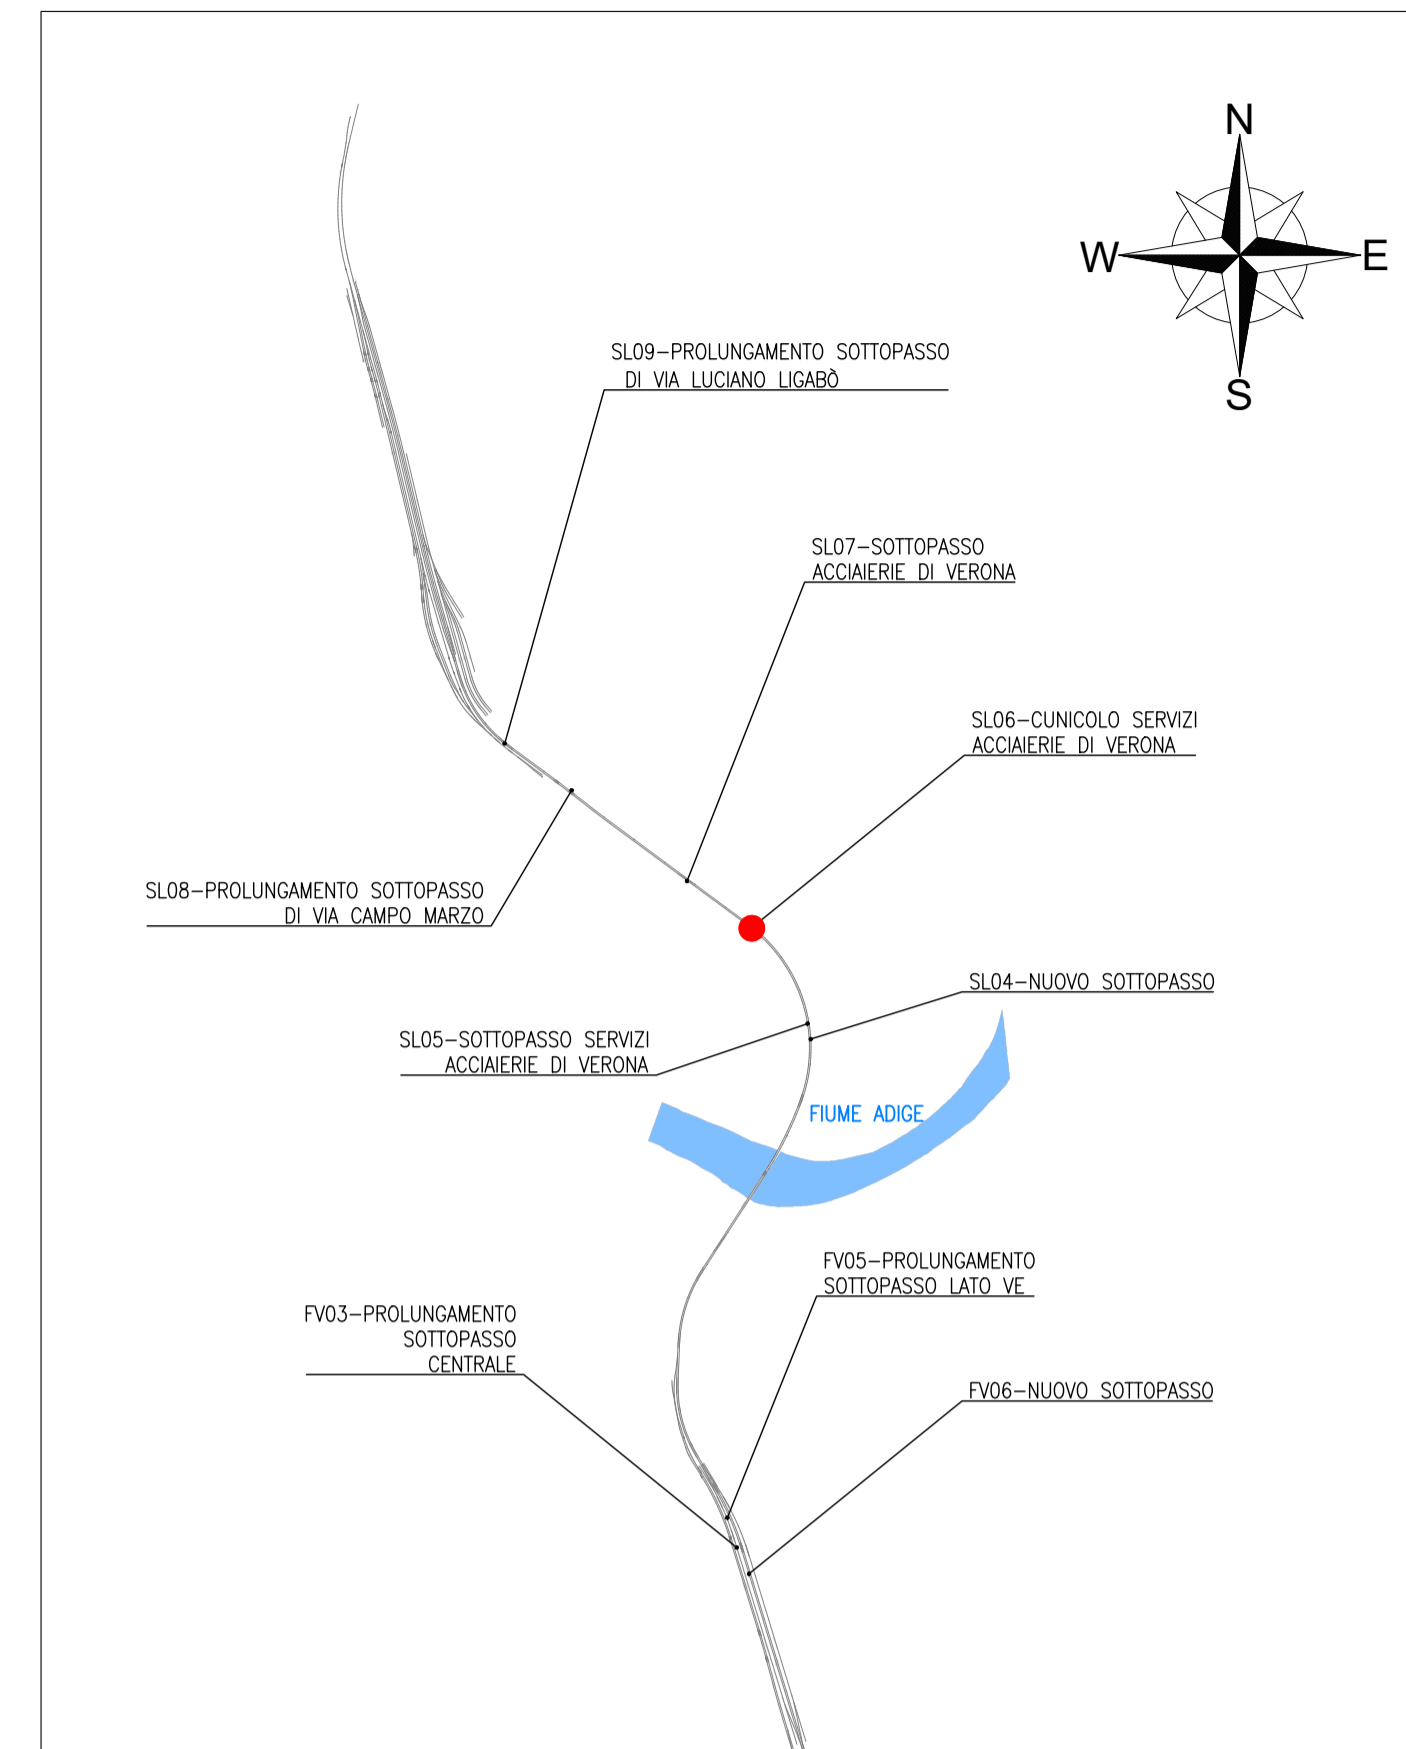 N
W
E
S
SL09-PROLUNGAMENTO SOTTOPASSO
DI VIA LUCIANO LIGABÒ
SL07-SOTTOPASSO
ACCIAIERIE DI VERONA
SL06-CUNICOLO SERVIZI
ACCIAIERIE DI VERONA
SL08-PROLUNGAMENTO SOTTOPASSO
DI VIA CAMPO MARZO
SL04-NUOVO SOTTOPASSO
SL05-SOTTOPASSO SERVIZI
ACCIAIERIE DI VERONA
FIUME ADIGE
FV05-PROLUNGAMENTO
SOTTOPASSO LATO VE
FV03-PROLUNGAMENTO
SOTTOPASSO
CENTRALE
FV06-NUOVO SOTTOPASSO